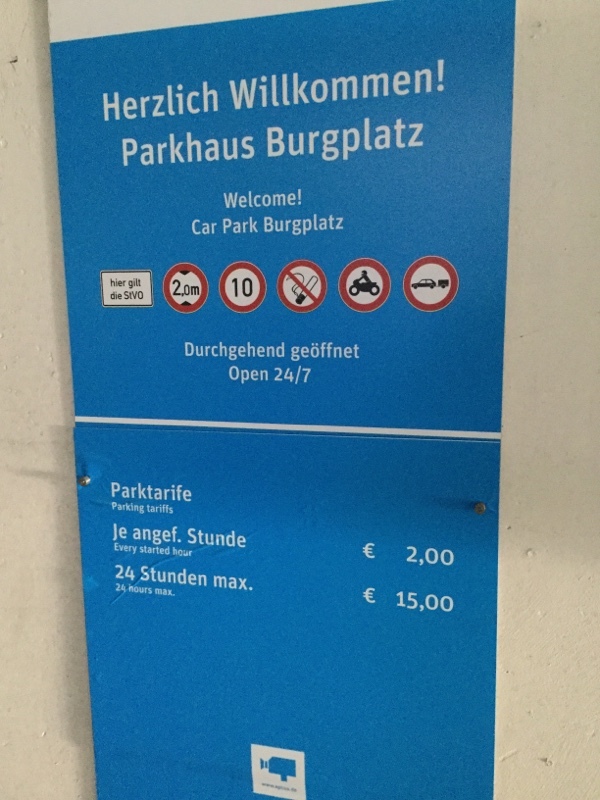 Herzlich Willkommen!
Parkhaus Burgplatz
Welcome!
Car Park Burgplatz
hier gilt
die StVO
2,0m
10
Durchgehend geöffnet
Open 24/7
Parktarife
Parking tariffs
Je angef. Stunde
Every started hour
€ 2,00
24 Stunden max.
24 hours max.
€ 15,00